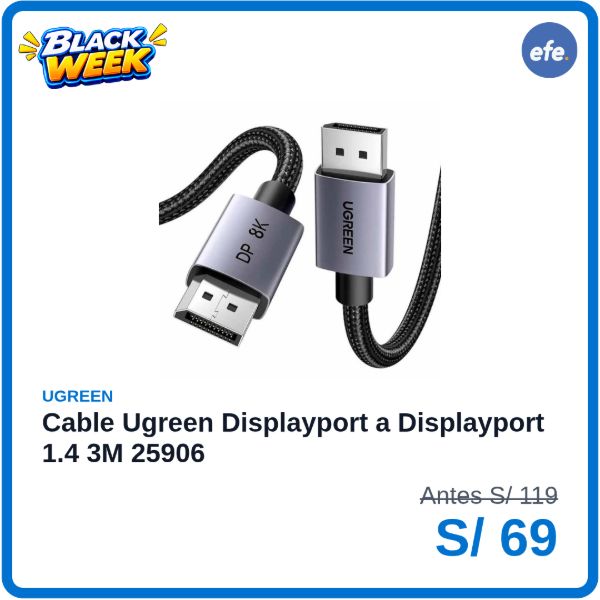 BLACK
WEEK
efe.
DP 8K
UGREEN
UGREEN
Cable Ugreen Displayport a Displayport
1.4 3M 25906
Antes S/ 119
S/ 69